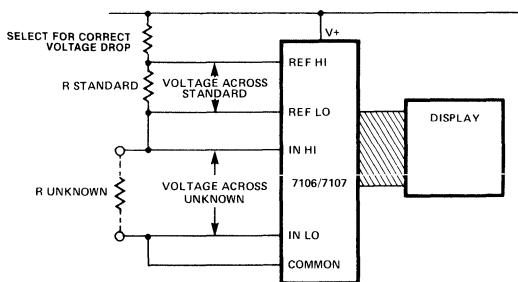 V+
SELECT FOR CORRECT
VOLTAGE DROP
REF HI
R STANDARD
VOLTAGE ACROSS
STANDARD
REF LO
DISPLAY
IN HI
7106/7107
R UNKNOWN
VOLTAGE ACROSS
UNKNOWN
IN LO
COMMON